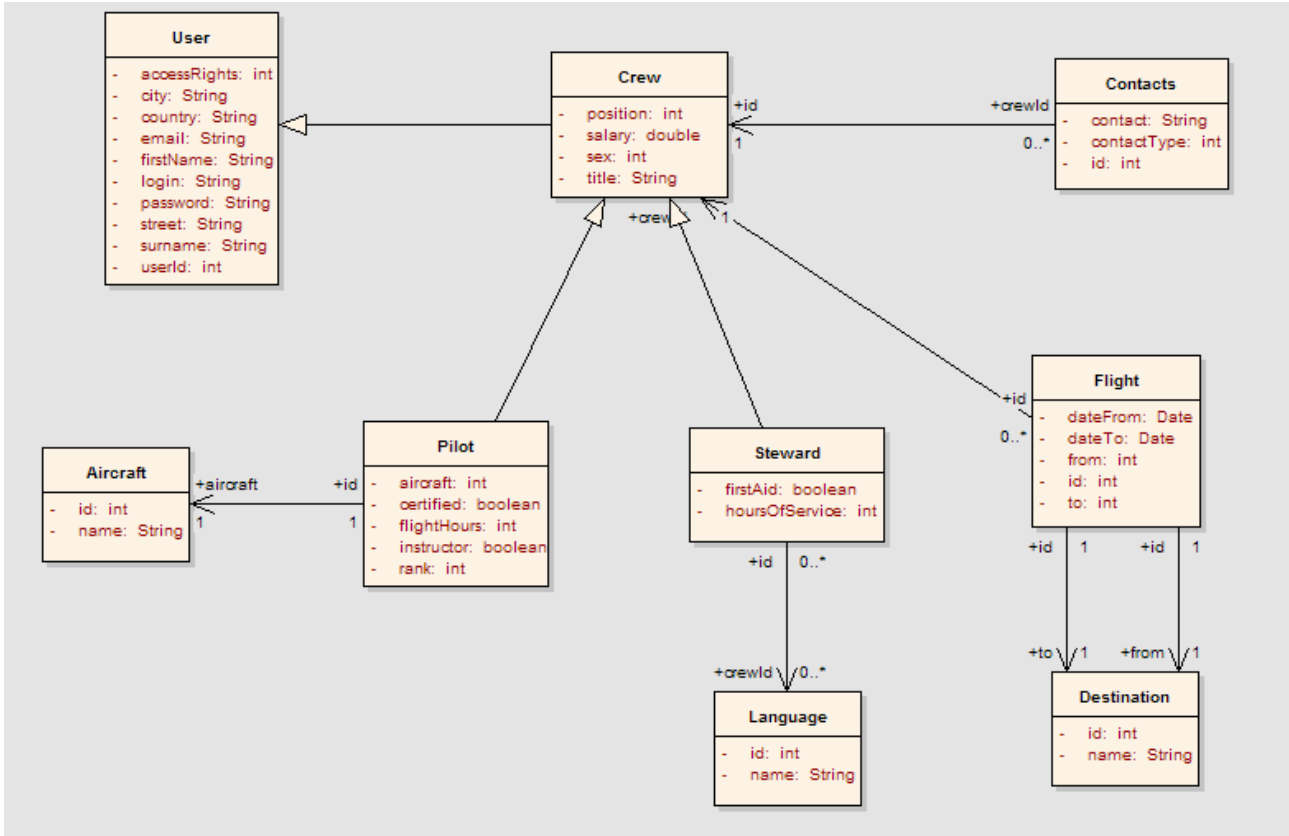 User
- accessRights: int
- city: String
- country: String
- email: String
- firstName: String
- login: String
- password: String
- street: String
- surname: String
- userId: int
Crew
- position: int
- salary: double
- sex: int
- title: String
+id
1
+crewId
0..*
Contacts
- contact: String
- contactType: int
- id: int
+crewId
1
+id
0..*
Flight
- dateFrom: Date
- dateTo: Date
- from: int
- id: int
- to: int
Aircraft
- id: int
- name: String
+aircraft
1
+id
1
Pilot
- aircraft: int
- certified: boolean
- flightHours: int
- instructor: boolean
- rank: int
Steward
- firstAid: boolean
- hoursOfService: int
+id 0..*
+crewId 0..*
Language
- id: int
- name: String
+id 1
+id 1
+to 1
+from 1
Destination
- id: int
- name: String